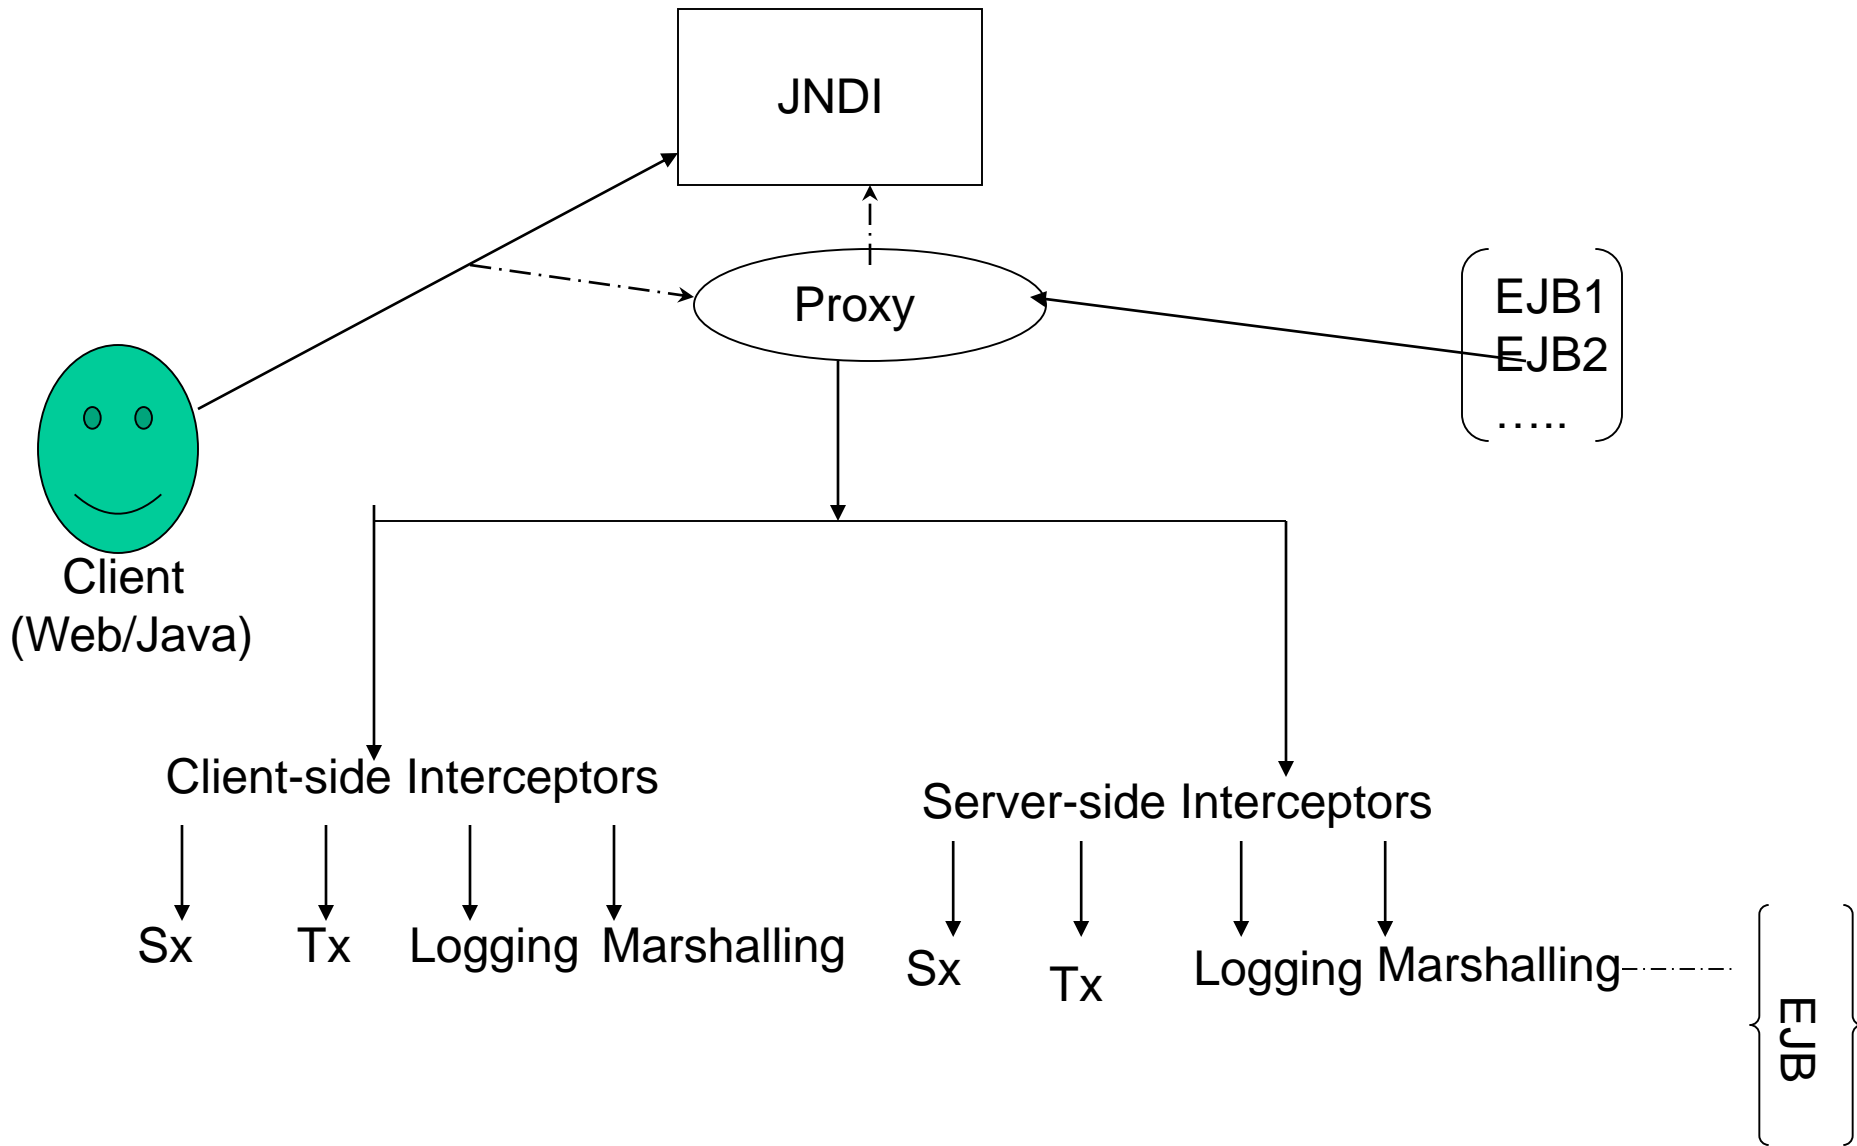 JNDI
Proxy
EJB1
EJB2
…..
Client
(Web/Java)
Client-side Interceptors
Server-side Interceptors
Sx
Tx
Logging
Marshalling
Sx
Tx
Logging
Marshalling
EJB